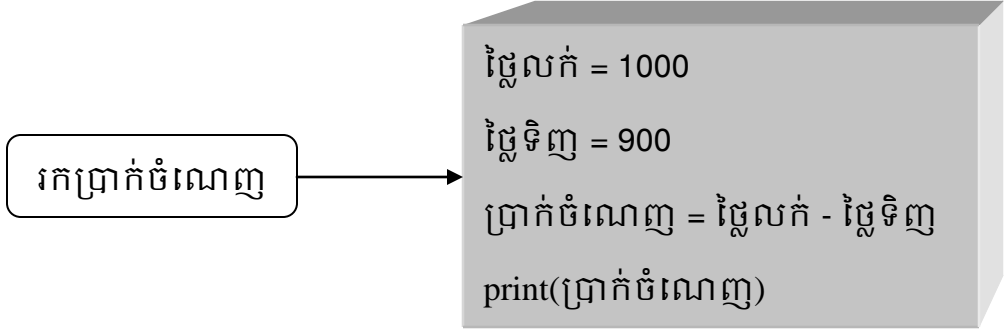 រកប្រាក់ចំណេញ
ថ្លៃលក់ = 1000
ថ្លៃទិញ = 900
ប្រាក់ចំណេញ = ថ្លៃលក់ - ថ្លៃទិញ
print(ប្រាក់ចំណេញ)